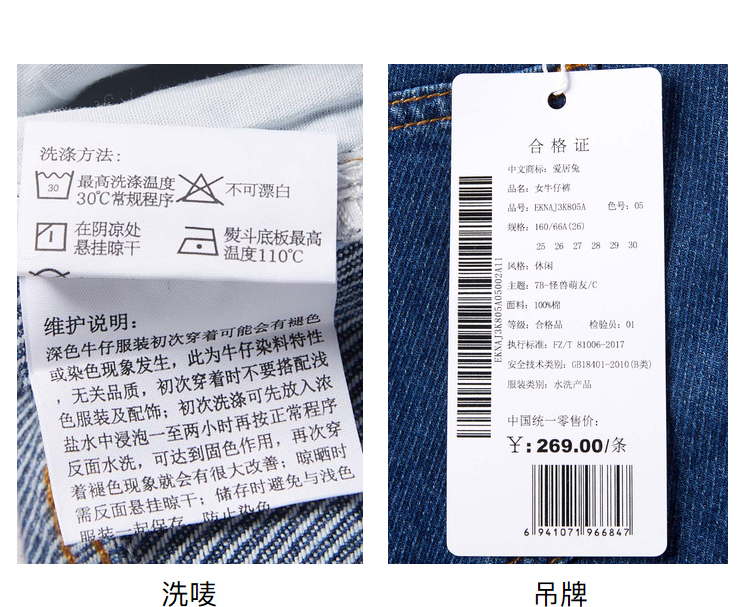 洗涤方法:
30
最高洗涤温度
30℃常规程序
不可漂白
在阴凉处
悬挂晾干
熨斗底板最高
温度110℃
维护说明:
深色牛仔服装初次穿着可能会有褪色
或染色现象发生，此为牛仔染料特性
，无关品质，初次穿着时不要搭配浅
色服装及配饰；初次洗涤可先放入浓
盐水中浸泡一至两小时再按正常程序
反面水洗，可达到固色作用，再次穿
着褪色现象就会有很大改善；晾晒时
需反面悬挂晾干；储存时避免与浅色
服装一起保存，防止染色
洗唛
合格证
中文商标: 爱居兔
品名: 女牛仔裤
品号: EKNAJ3K805A 色号: 05
规格: 160/66A(26)
25 26 27 28 29 30
风格: 休闲
主题: 7B-怪兽萌友/C
面料: 100%棉
等级: 合格品 检验员: 01
执行标准: FZ/T 81006-2017
安全技术类别: GB18401-2010(B类)
服装类别: 水洗产品
EKNAJ3K805A05002A11
中国统一零售价:
¥: 269.00/条
6 941071 966847
吊牌